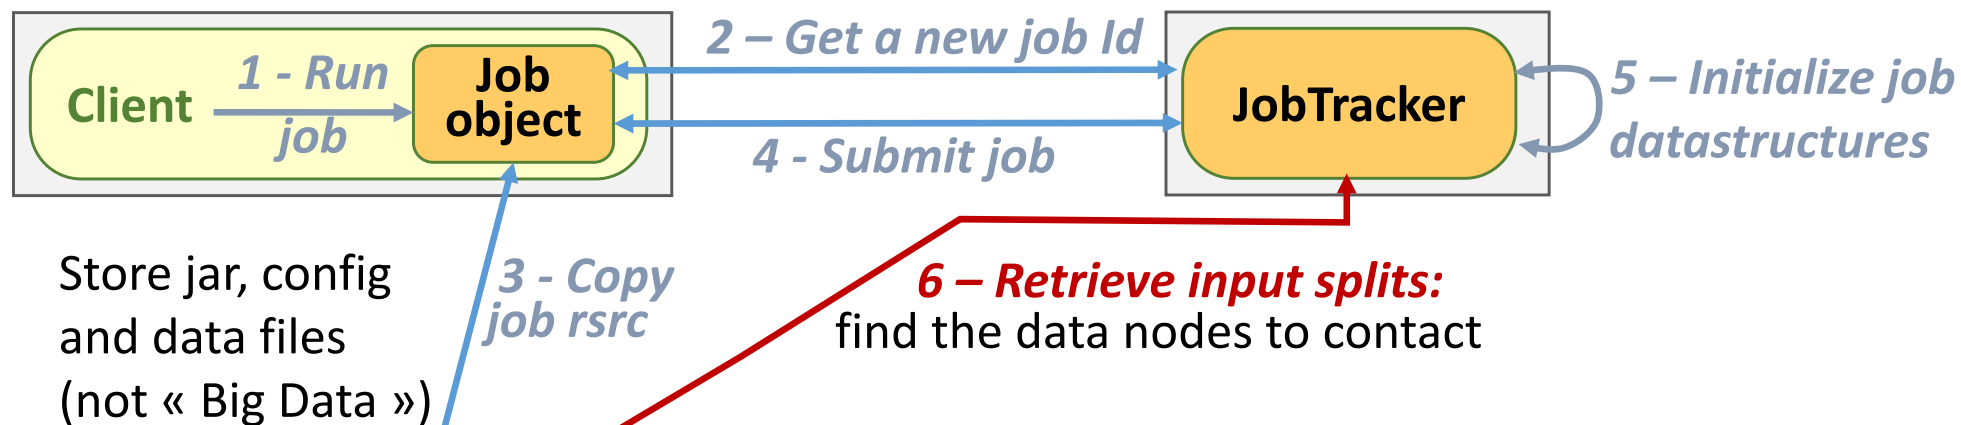 2 – Get a new job Id
1 - Run
job
Client
Job
object
JobTracker
5 – Initialize job
datastructures
4 - Submit job
Store jar, config
and data files
(not « Big Data »)
3 - Copy
job rsrc
6 – Retrieve input splits:
find the data nodes to contact